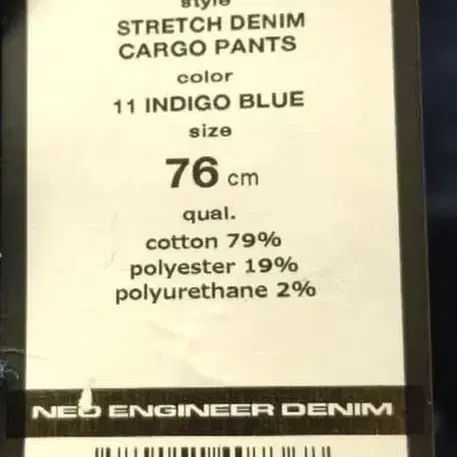 style
STRETCH DENIM
CARGO PANTS
color
11 INDIGO BLUE
size
76 cm
qual.
cotton 79%
polyester 19%
polyurethane 2%
NEO ENGINEER DENIM